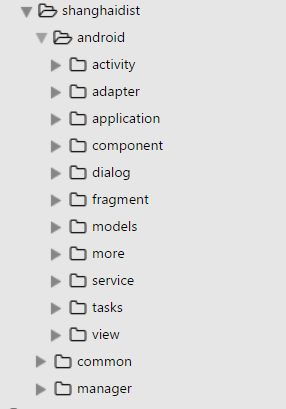 shanghaidist
android
activity
adapter
application
component
dialog
fragment
models
more
service
tasks
view
common
manager